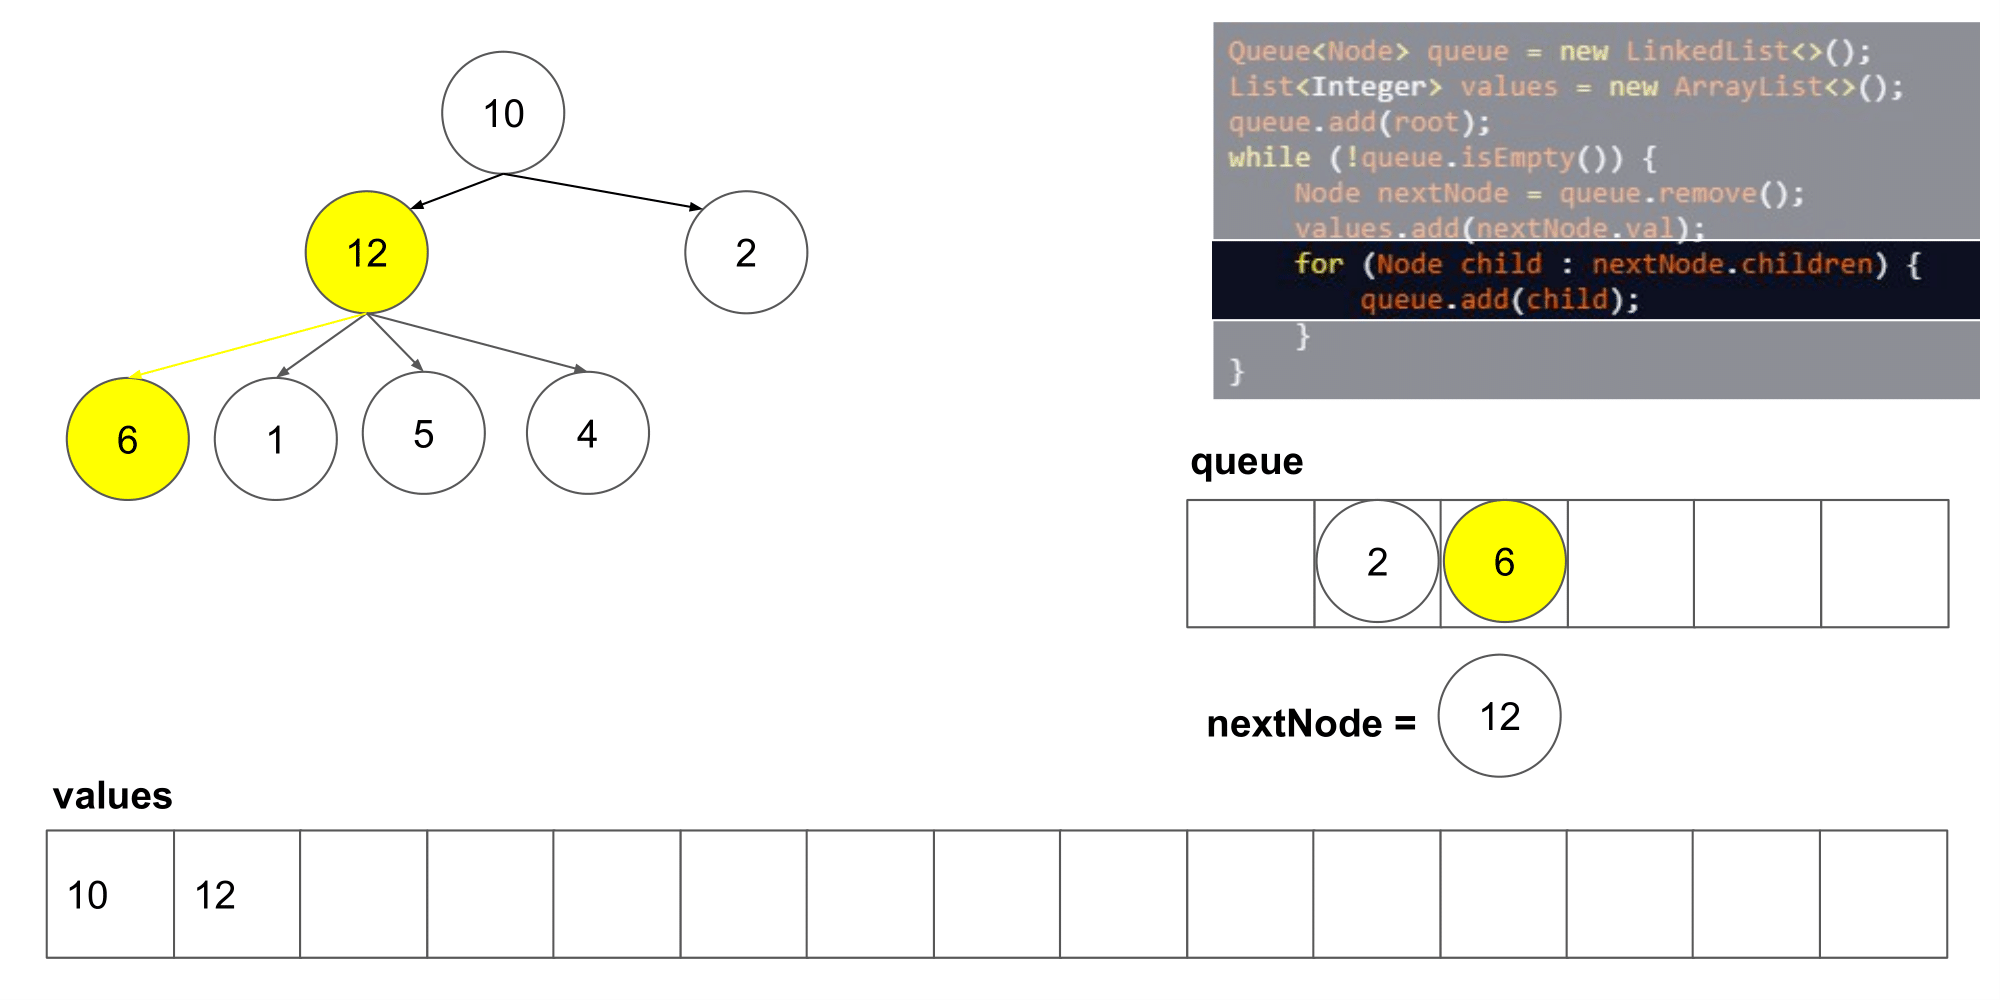 10
12
2
6
1
5
4
Queue<Node> queue = new LinkedList<>();
List<Integer> values = new ArrayList<>();
queue.add(root);
while (!queue.isEmpty()) {
    Node nextNode = queue.remove();
    values.add(nextNode.val);
    for (Node child : nextNode.children) {
        queue.add(child);
    }
}
queue
2 6
nextNode = 12
values
10 12